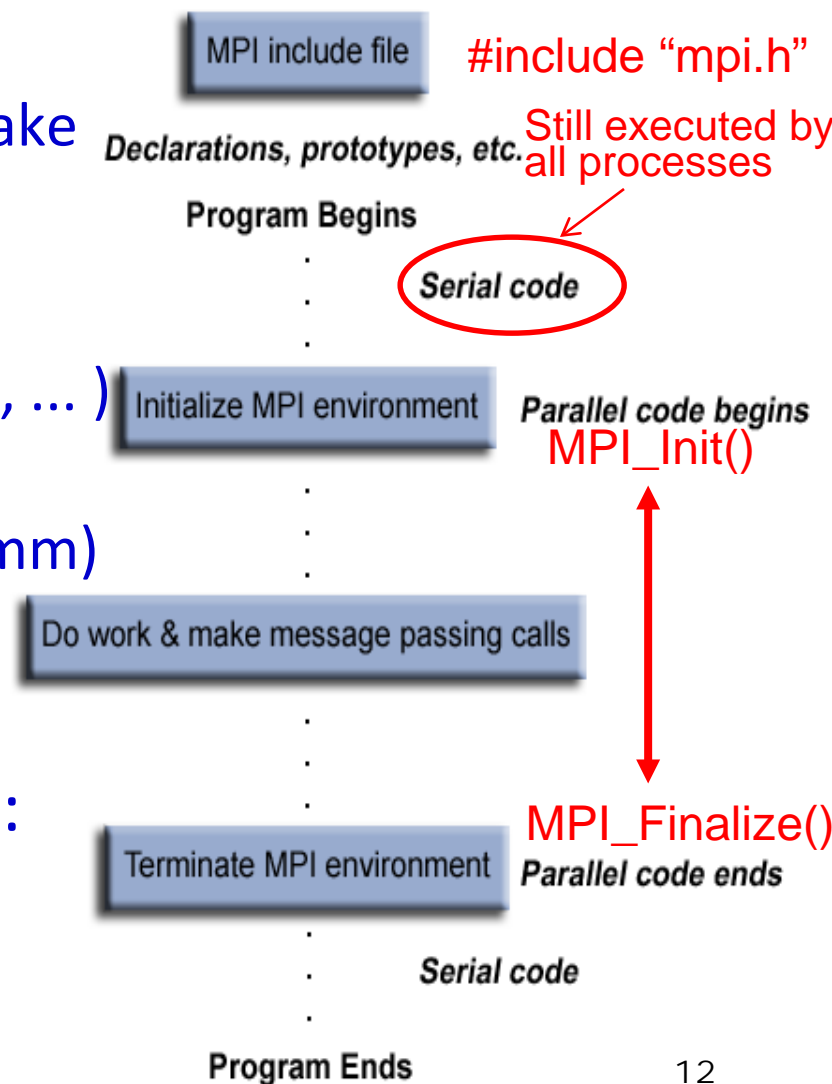 MPI include file
#include “mpi.h”
ake
Declarations, prototypes, etc.
Still executed by
all processes
Program Begins
Serial code
, ... )
Initialize MPI environment
Parallel code begins
MPI_Init()
mm)
Do work & make message passing calls
:
MPI_Finalize()
Terminate MPI environment
Parallel code ends
Serial code
Program Ends
12